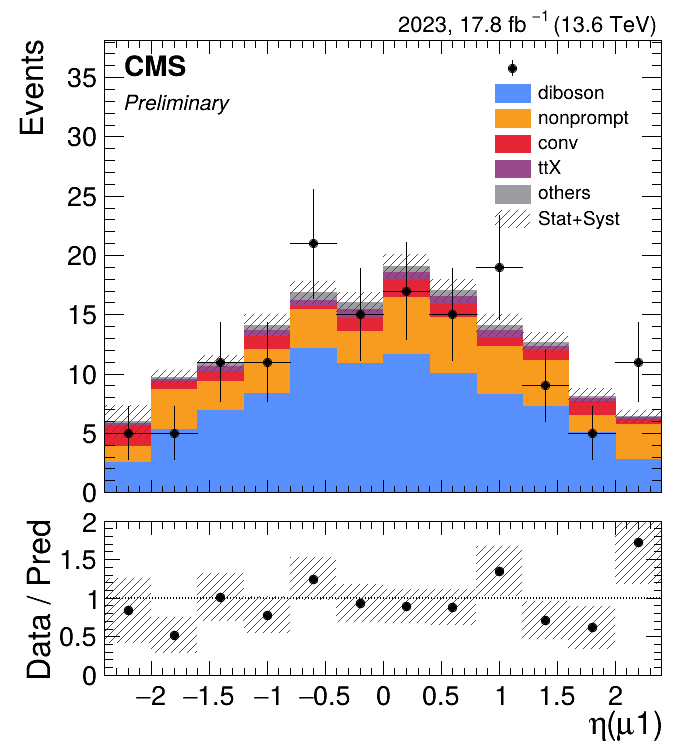 2023, 17.8 fb⁻¹ (13.6 TeV)
CMS
Preliminary
Events
35
30
25
20
15
10
5
0
diboson
nonprompt
conv
ttX
others
Stat+Syst
Data / Pred
2
1.5
1
0.5
0
−2 −1.5 −1 −0.5 0 0.5 1 1.5 2
η(μ1)